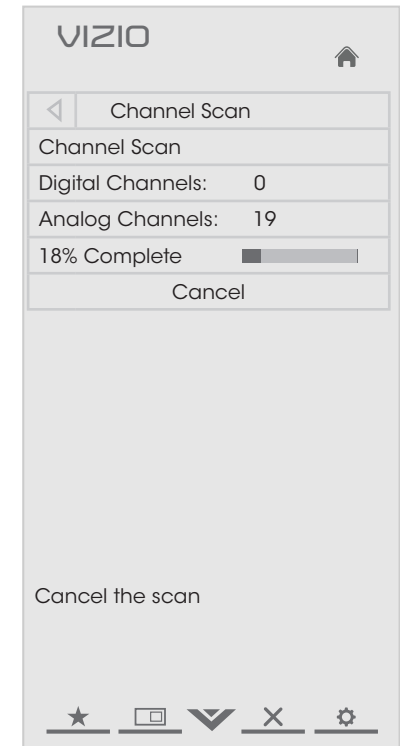 VIZIO
Channel Scan
Channel Scan
Digital Channels: 0
Analog Channels: 19
18% Complete
Cancel
Cancel the scan